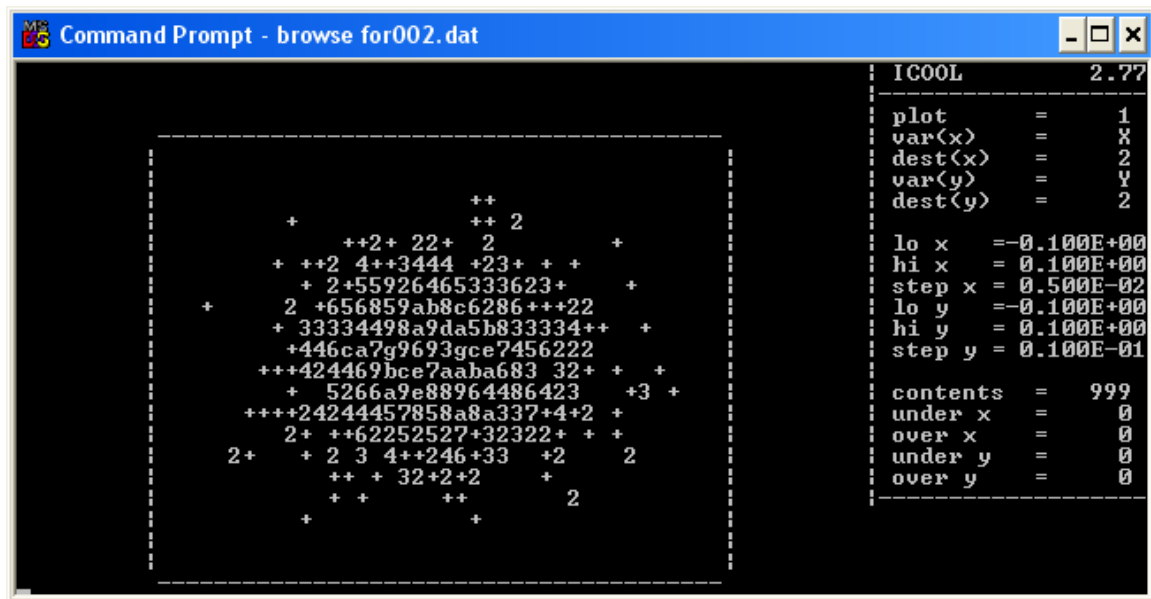 Command Prompt - browse for002.dat
ICOOL 2.77
plot = 1
var(x) = X
dest(x) = 2
var(y) = Y
dest(y) = 2
lo x =-0.100E+00
hi x = 0.100E+00
step x = 0.500E-02
lo y =-0.100E+00
hi y = 0.100E+00
step y = 0.100E-01
contents = 999
under x = 0
over x = 0
under y = 0
over y = 0
++
+ ++ 2
++2+ 22+ 2 +
+ ++2 4++3444 +23+ + +
+ 2+55926465333623+ +
+ 2 +656859ab8c6286+++22
+ 33334498a9da5b833334++ +
+446ca7g9693gce7456222
+++424469bce7aaba683 32+ + +
+ 5266a9e88964486423 +3 +
++++24244457858a8a337+4+2 +
2+ ++62252527+32322+ + +
2+ + 2 3 4++246+33 +2 2
++ + 32+2+2 +
+ + ++ 2
+ +